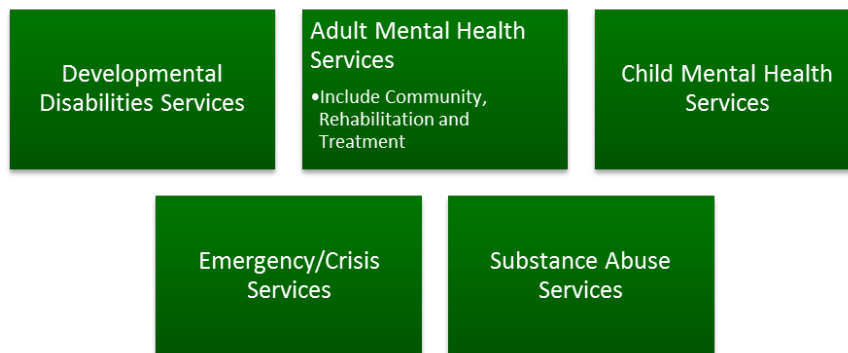 Developmental
Disabilities Services
Adult Mental Health
Services
•Include Community,
Rehabilitation and
Treatment
Child Mental Health
Services
Emergency/Crisis
Services
Substance Abuse
Services